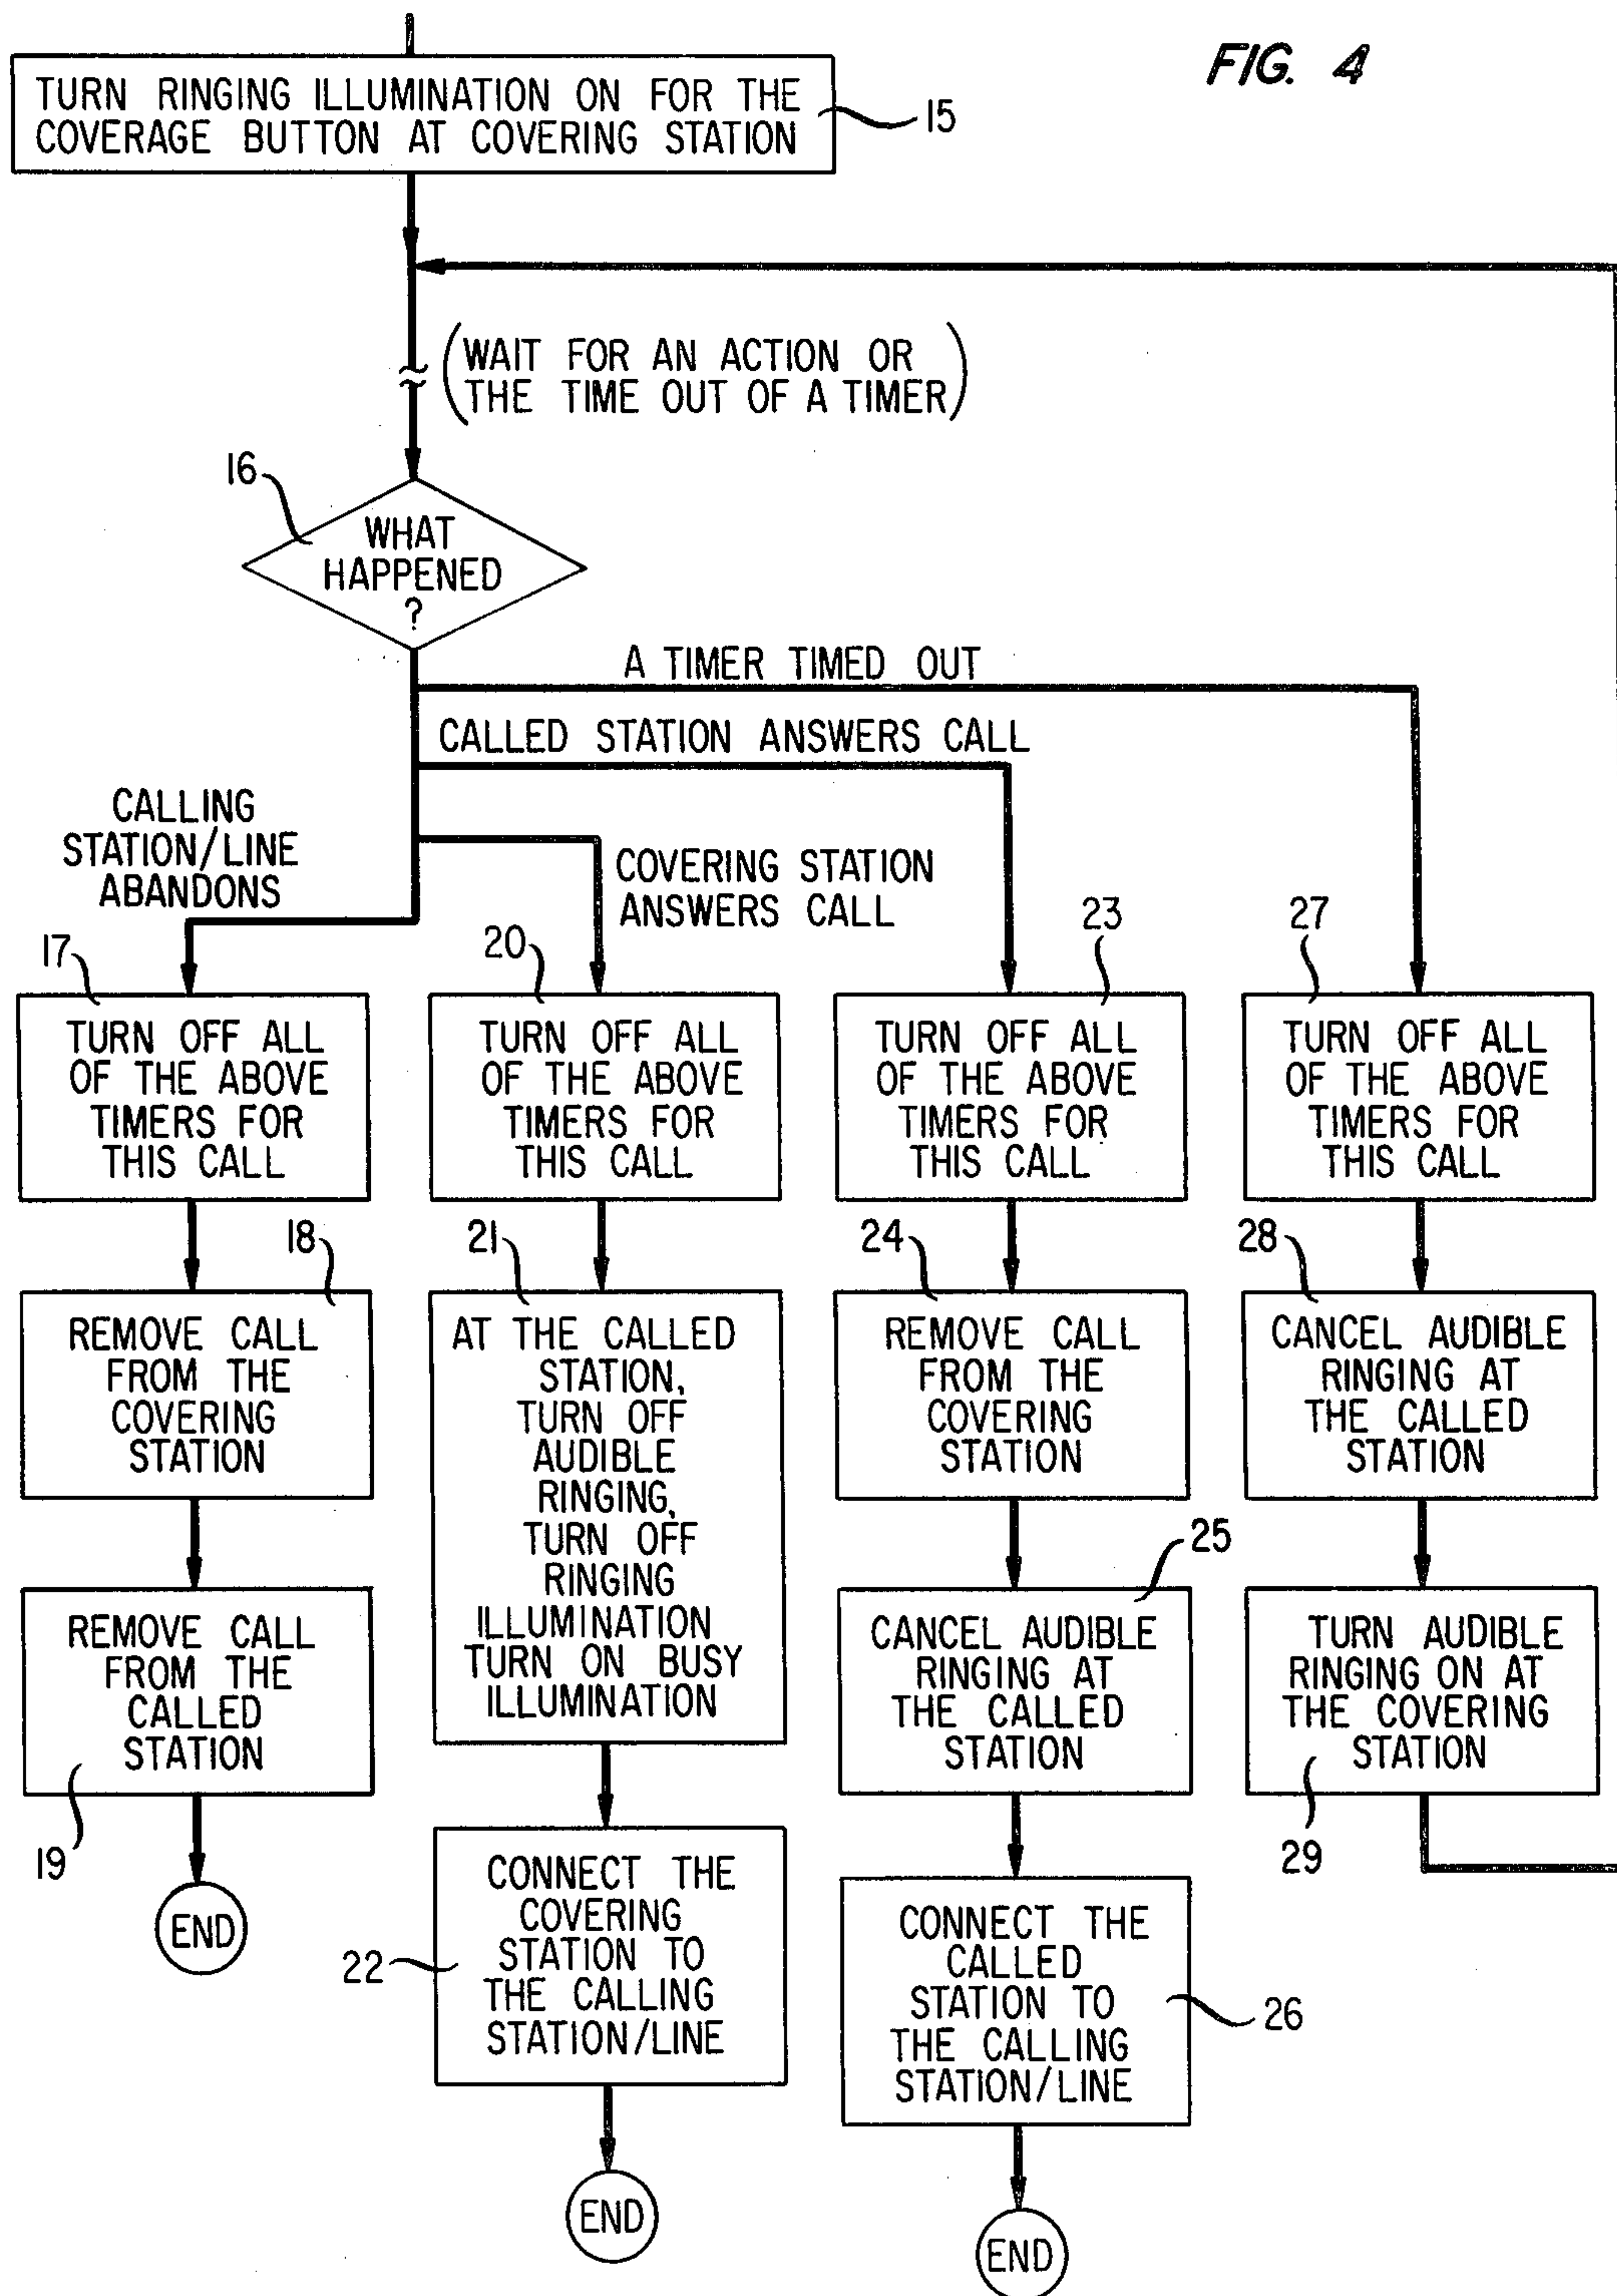 FIG. 4
TURN RINGING ILLUMINATION ON FOR THE
COVERAGE BUTTON AT COVERING STATION
15
(WAIT FOR AN ACTION OR
THE TIME OUT OF A TIMER)
16
WHAT
HAPPENED
?
A TIMER TIMED OUT
CALLED STATION ANSWERS CALL
CALLING
STATION/LINE
ABANDONS
COVERING STATION
ANSWERS CALL
17
TURN OFF ALL
OF THE ABOVE
TIMERS FOR
THIS CALL
18
REMOVE CALL
FROM THE
COVERING
STATION
REMOVE CALL
FROM THE
CALLED
STATION
19
END
20
TURN OFF ALL
OF THE ABOVE
TIMERS FOR
THIS CALL
21
AT THE CALLED
STATION,
TURN OFF
AUDIBLE
RINGING,
TURN OFF
RINGING
ILLUMINATION
TURN ON BUSY
ILLUMINATION
CONNECT THE
COVERING
STATION TO
THE CALLING
STATION/LINE
22
END
23
TURN OFF ALL
OF THE ABOVE
TIMERS FOR
THIS CALL
24
REMOVE CALL
FROM THE
COVERING
STATION
25
CANCEL AUDIBLE
RINGING AT
THE CALLED
STATION
CONNECT THE
CALLED
STATION TO
THE CALLING
STATION/LINE
26
END
27
TURN OFF ALL
OF THE ABOVE
TIMERS FOR
THIS CALL
28
CANCEL AUDIBLE
RINGING AT
THE CALLED
STATION
TURN AUDIBLE
RINGING ON AT
THE COVERING
STATION
29